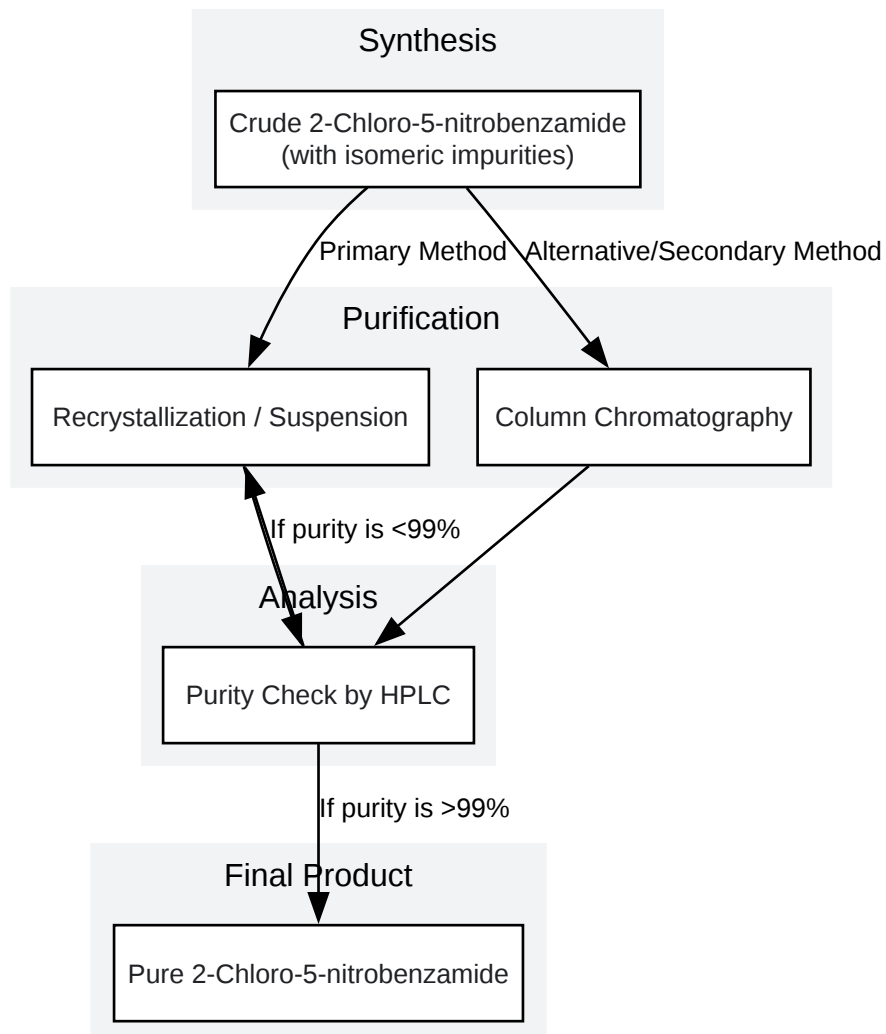 Synthesis
Crude 2-Chloro-5-nitrobenzamide
(with isomeric impurities)
Primary Method
Alternative/Secondary Method
Purification
Recrystallization / Suspension
Column Chromatography
If purity is <99%
Analysis
Purity Check by HPLC
If purity is >99%
Final Product
Pure 2-Chloro-5-nitrobenzamide